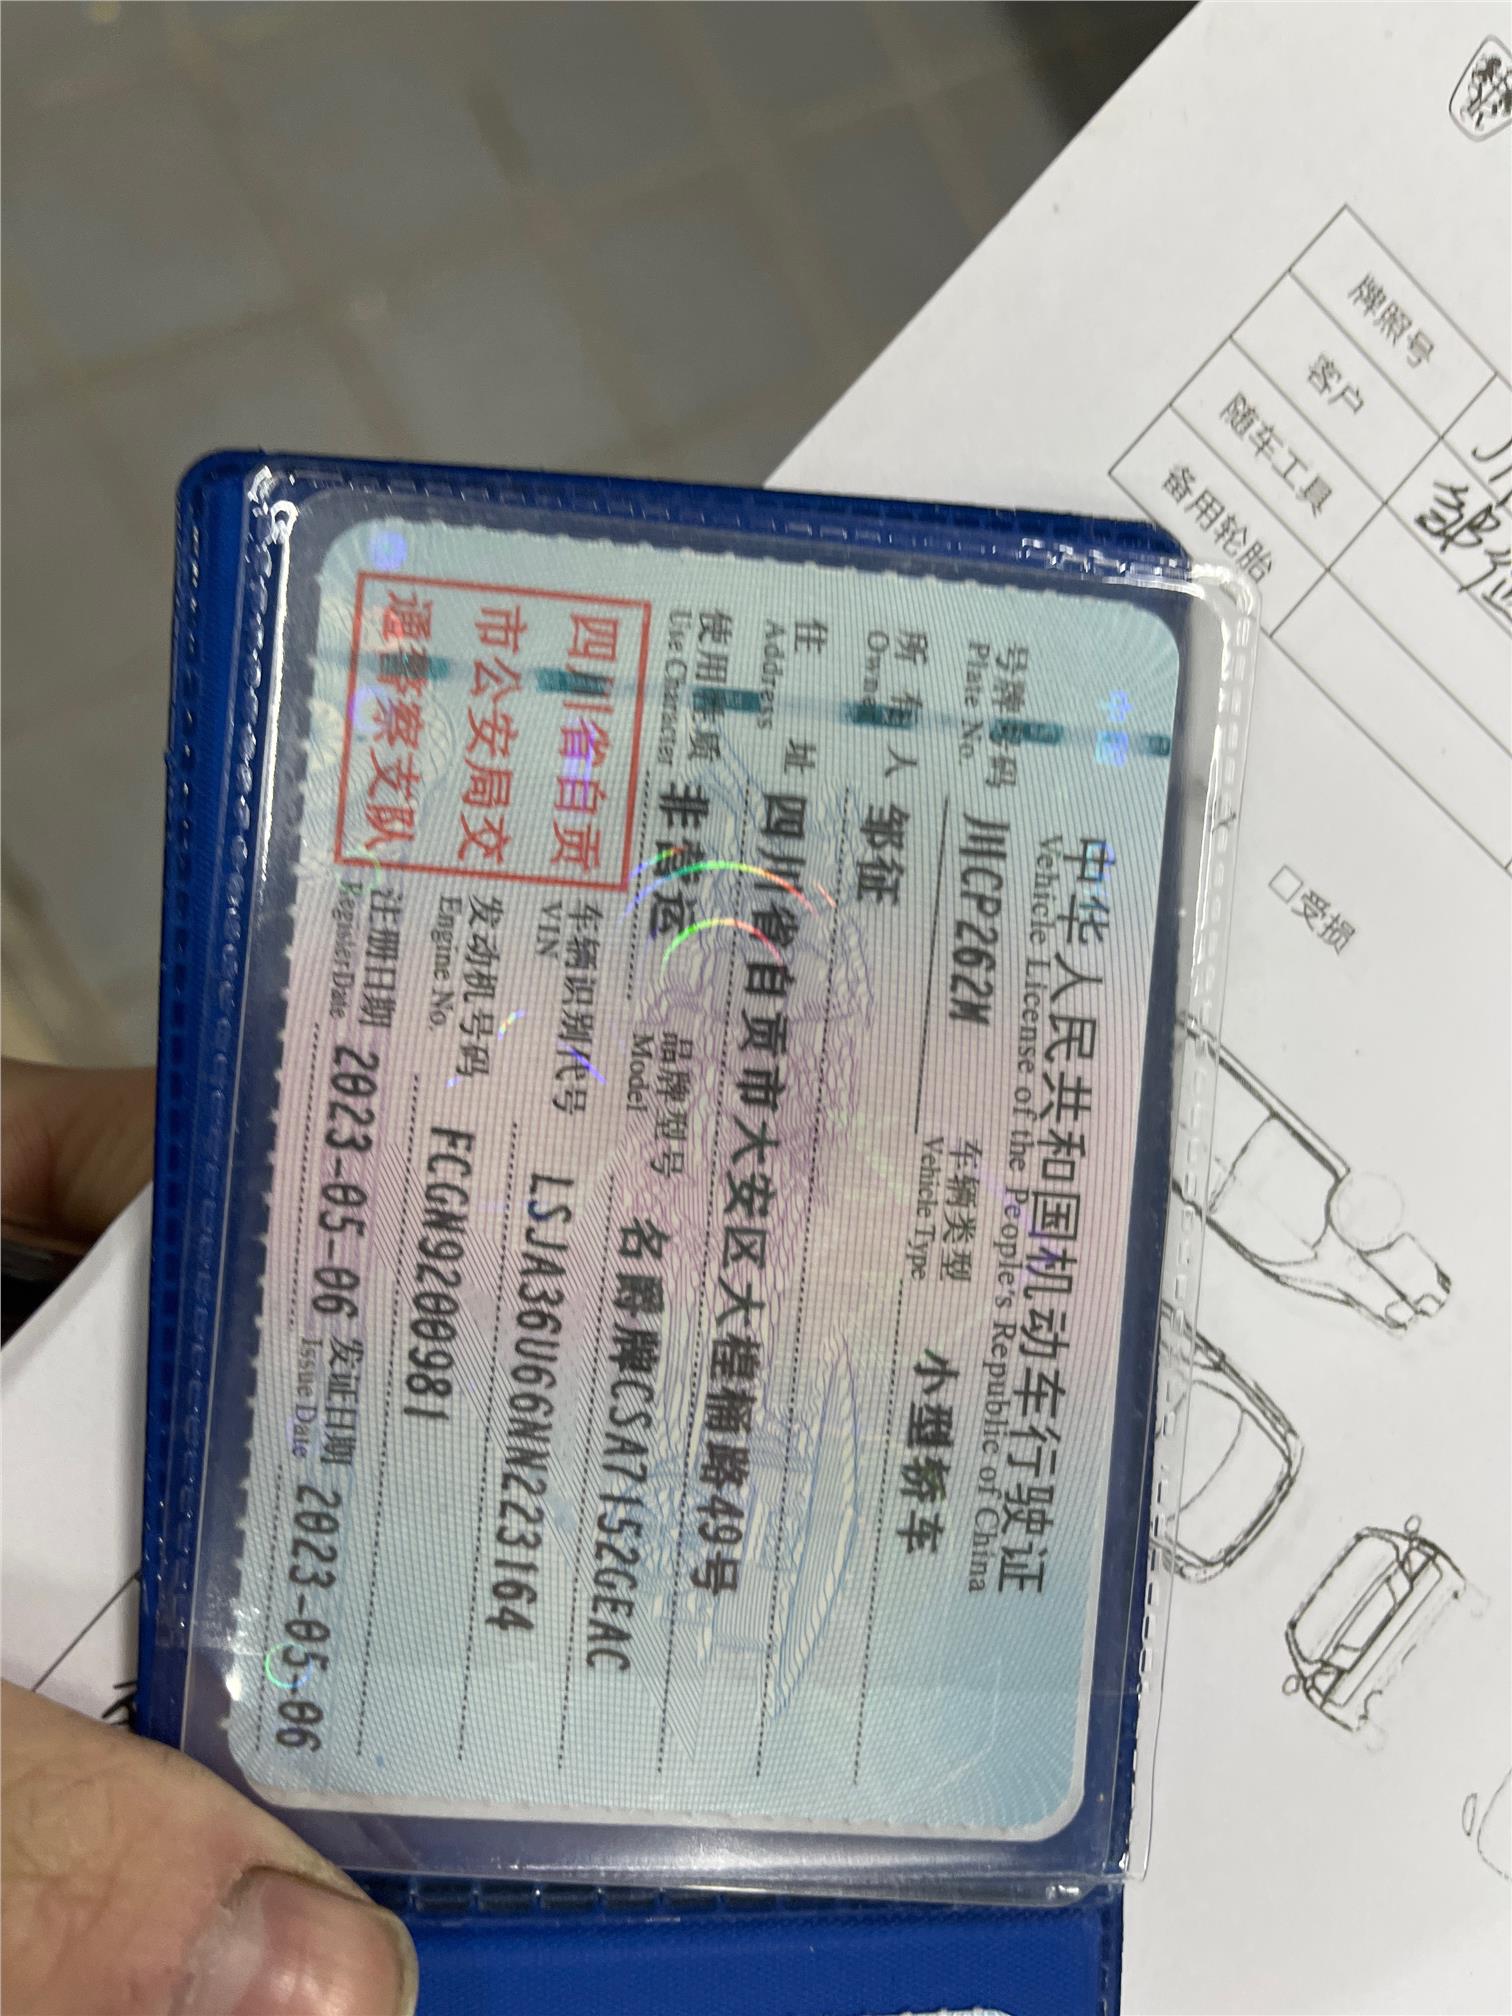 中华人民共和国机动车行驶证
Vehicle License of the People's Republic of China
号牌号码 川CP262W 车辆类型 小型轿车
Plate No. Vehicle Type
所有人 邹征
Owner
住址 四川省自贡市大安区大楻桶路49号
Address
使用性质 非营运 品牌型号 名爵牌CSA7152GEAC
Use Character Model
四川省自贡
市公安局交
通警察支队
车辆识别代号 LSJA36U66NN223164
VIN
发动机号码 FCGN9200981
Engine No.
注册日期 2023-05-06 发证日期 2023-05-06
Register Date Issue Date
牌照号
客户 邹征
随车工具
备用轮胎
□受损